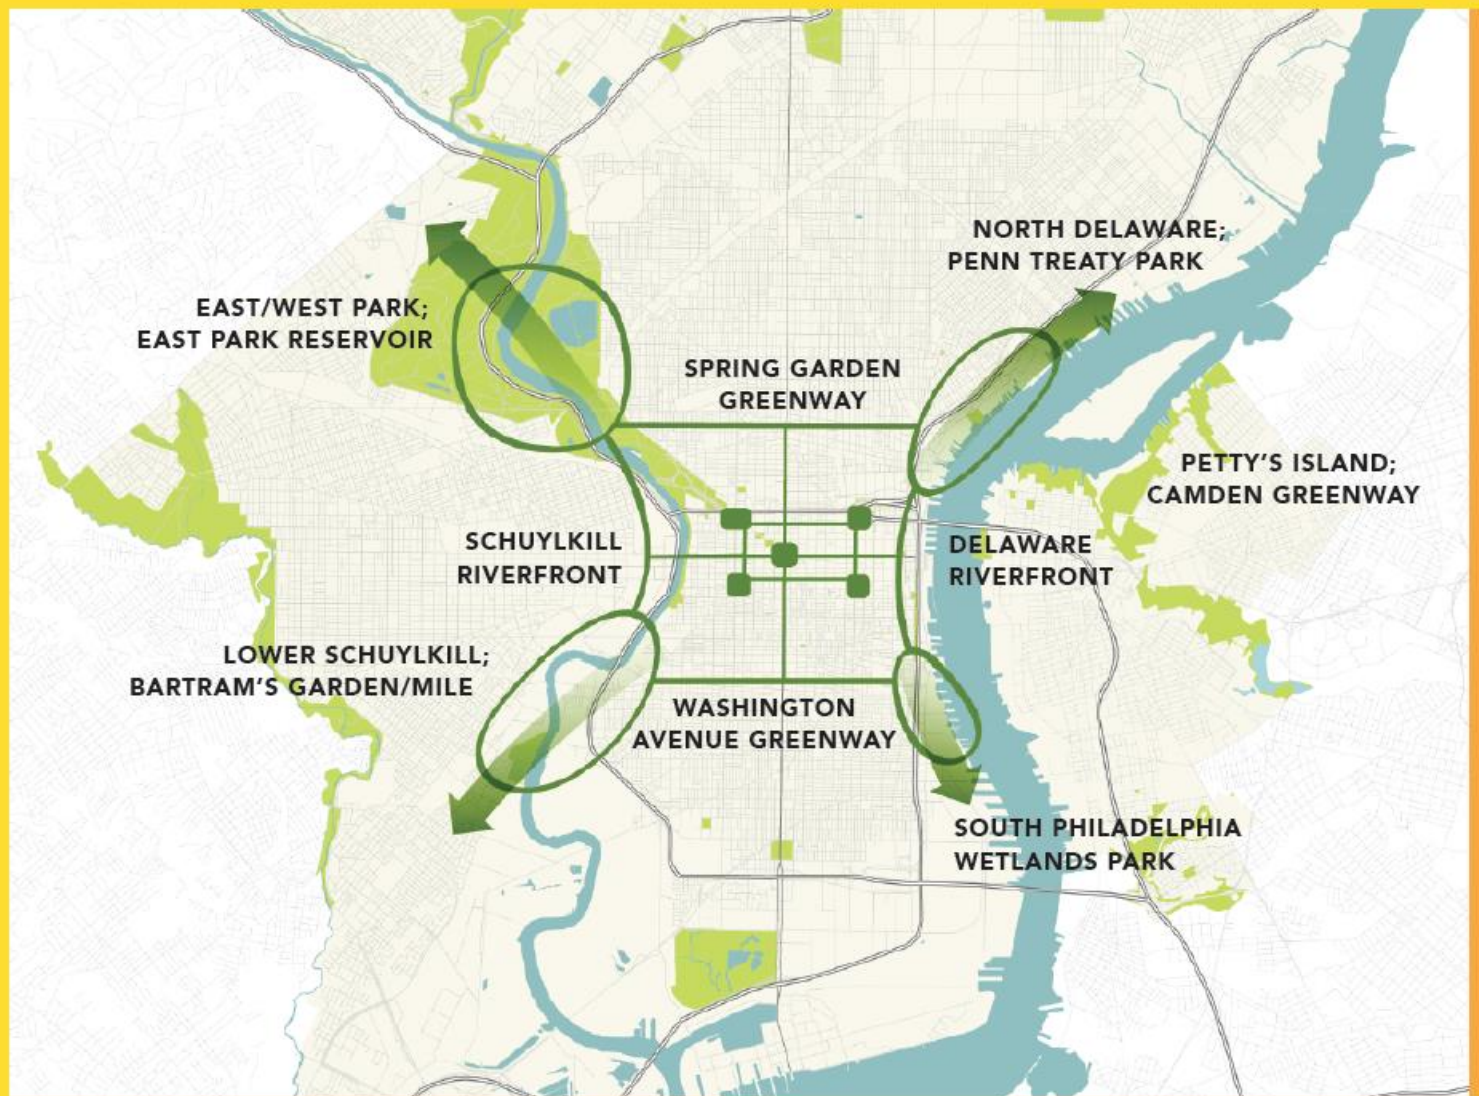 NORTH DELAWARE;
PENN TREATY PARK
EAST/WEST PARK;
EAST PARK RESERVOIR
SPRING GARDEN
GREENWAY
PETTY'S ISLAND;
CAMDEN GREENWAY
SCHUYLKILL
RIVERFRONT
DELAWARE
RIVERFRONT
LOWER SCHUYLKILL;
BARTRAM'S GARDEN/MILE
WASHINGTON
AVENUE GREENWAY
SOUTH PHILADELPHIA
WETLANDS PARK